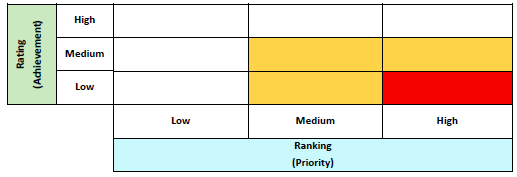 Rating
(Achievement)
High
Medium
Low
Low
Medium
High
Ranking
(Priority)